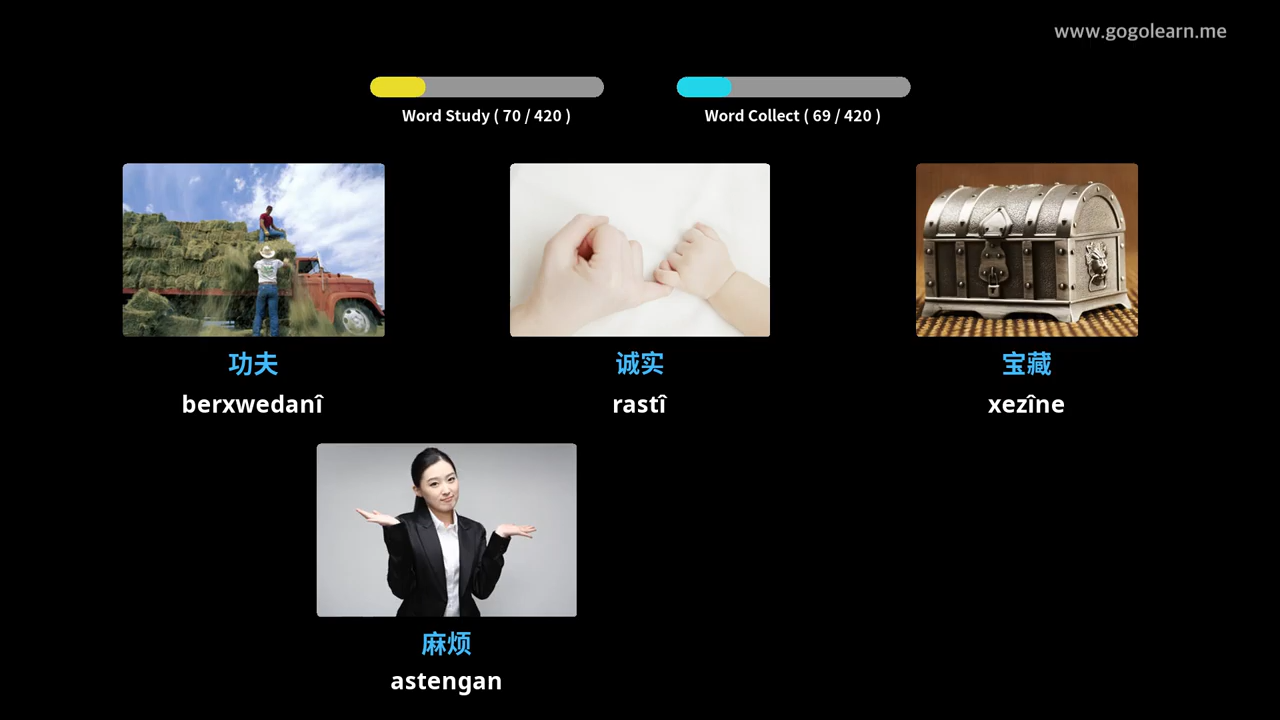 www.gogolearn.me
Word Study ( 70 / 420 )
Word Collect ( 69 / 420 )
功夫
berxwedanî
诚实
rastî
宝藏
xezîne
麻烦
astengan